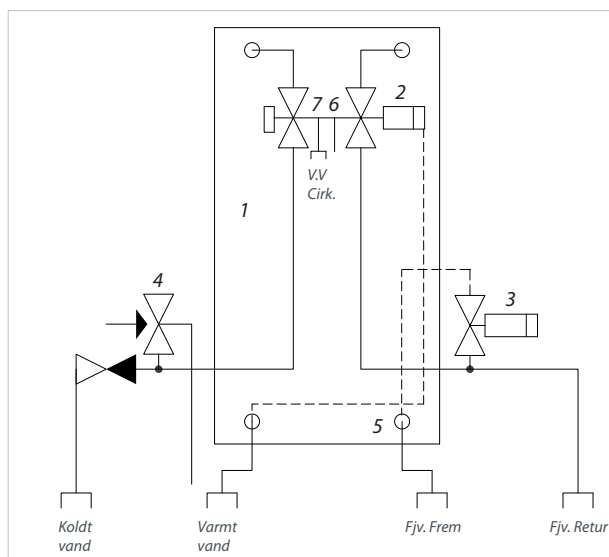 7 6
2
V.V
Cirk.
1
4
3
5
Koldt
vand
Varmt
vand
Fjv. Frem
Fjv. Retur